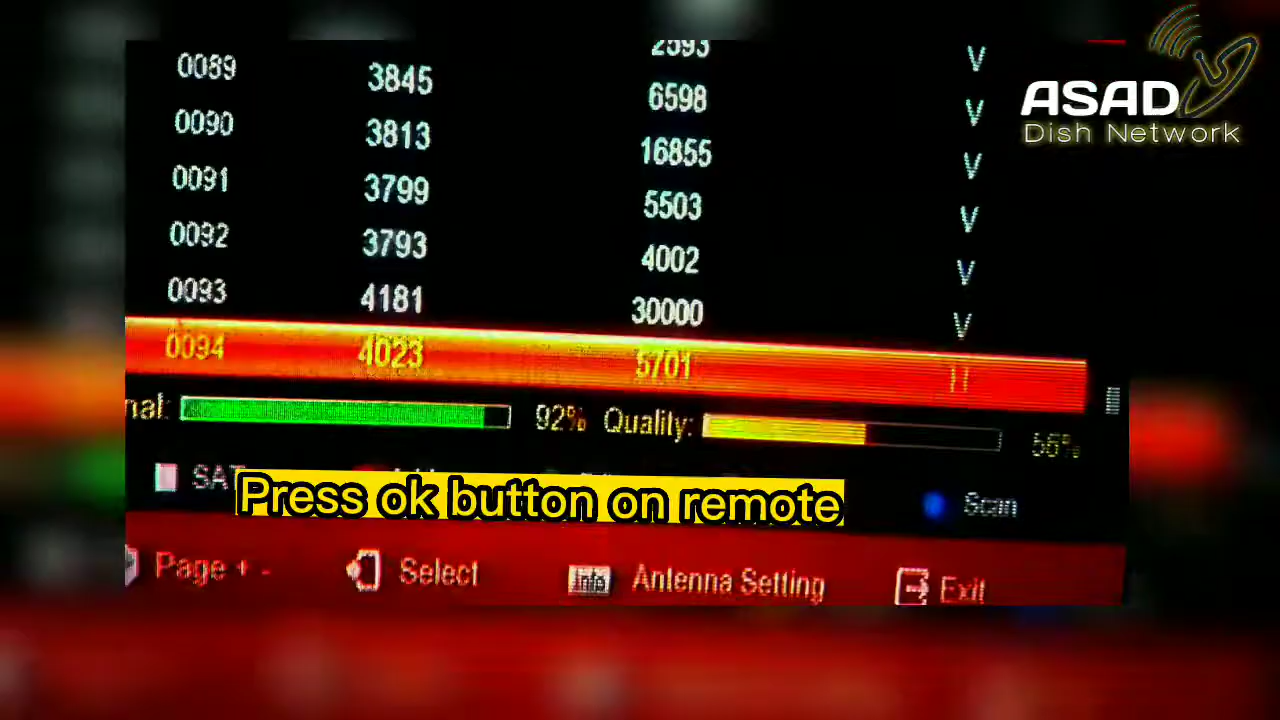 2593 V
0089 3845 6598 V
0090 3813 16855 V
0091 3799 5503 V
0092 3793 4002 V
0093 4181 30000 V
0094 4023 5701 H
nal: 92% Quality: 56%
SAT Scan
Press ok button on remote
Page + - Select Info Antenna Setting Exit
ASAD
Dish Network